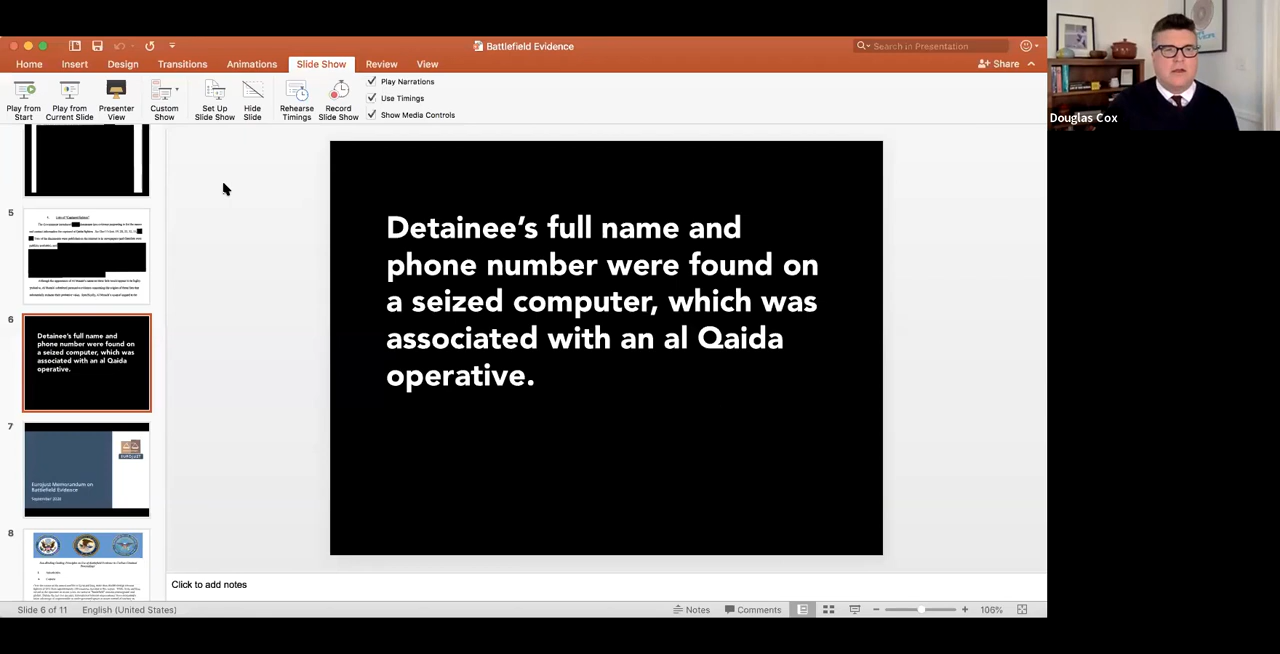 Battlefield Evidence
Search in Presentation
Home Insert Design Transitions Animations Slide Show Review View
Share
Play from Start
Play from Current Slide
Presenter View
Custom Show
Set Up Slide Show
Hide Slide
Rehearse Timings
Record Slide Show
Play Narrations
Use Timings
Show Media Controls
Douglas Cox
5
6
Detainee's full name and
phone number were found on
a seized computer, which was
associated with an al Qaida
operative.
7
Eurojust Memorandum on
Battlefield Evidence
8
Detainee’s full name and
phone number were found on
a seized computer, which was
associated with an al Qaida
operative.
Click to add notes
Slide 6 of 11 English (United States) Notes Comments 106%